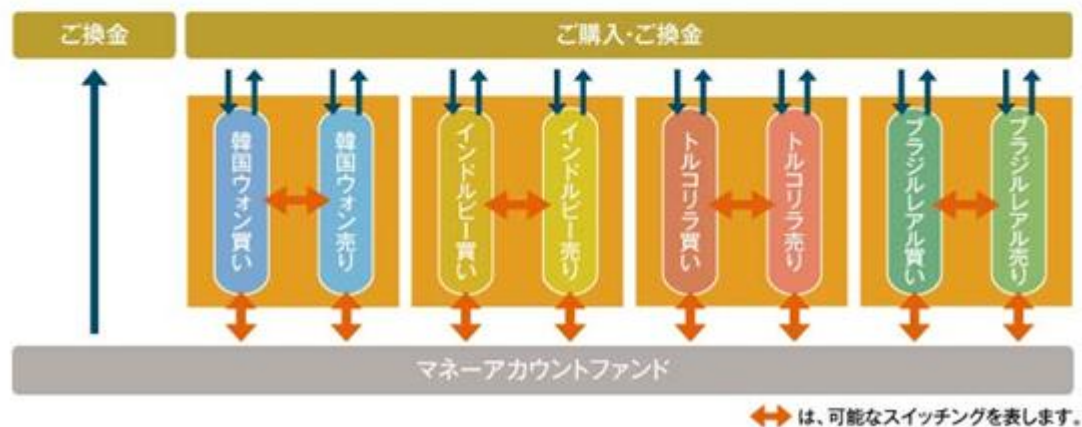 ご換金
ご購入・ご換金
韓国ウォン買い
韓国ウォン売り
インドルピー買い
インドルピー売り
トルコリラ買い
トルコリラ売り
ブラジルレアル買い
ブラジルレアル売り
マネーアカウントファンド
は、可能なスイッチングを表します。